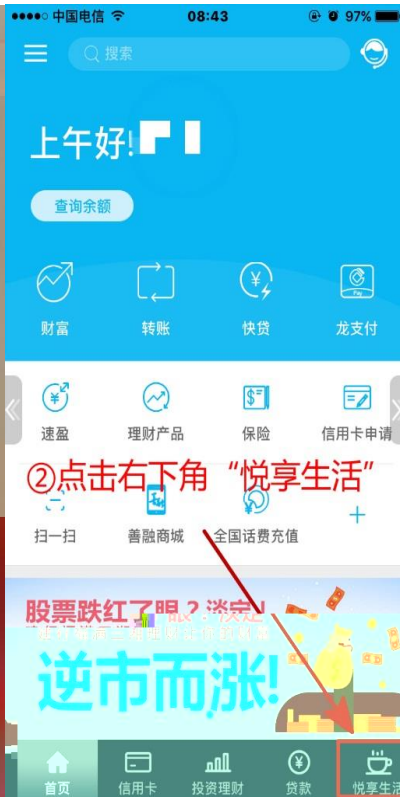 中国电信 08:43 97%
搜索
上午好!
查询余额
财富 转账 快贷 龙支付
Pay
速盈 理财产品 保险 信用卡申请
②点击右下角“悦享生活”
扫一扫 善融商城 全国话费充值
股票跌红了眼？淡定！
逆市而涨!
首页 信用卡 投资理财 贷款 悦享生活